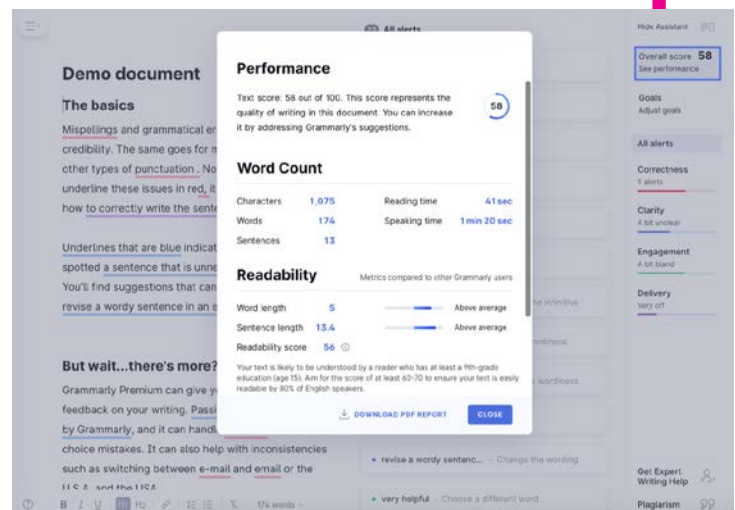 All alerts
Hide Assistant
Overall score 58
See performance
Goals
Adjust goals
All alerts
Correctness
9 alerts
Clarity
A bit unclear
Engagement
A bit bland
Delivery
Very off
Get Expert
Writing Help
Plagiarism
Demo document
The basics
Mispellings and grammatical er
credibility. The same goes for m
other types of punctuation . No
underline these issues in red, it
how to correctly write the sente
Underlines that are blue indicat
spotted a sentence that is unne
You'll find suggestions that can
revise a wordy sentence in an e
But wait...there's more?
Grammarly Premium can give y
feedback on your writing. Passi
by Grammarly, and it can handl
choice mistakes. It can also help with inconsistencies
such as switching between e-mail and email or the
U.S.A. and the USA
B I U H1 H2
174 words
Performance
Text score: 58 out of 100. This score represents the
quality of writing in this document. You can increase
it by addressing Grammarly's suggestions.
58
Word Count
Characters 1,075 Reading time 41 sec
Words 174 Speaking time 1 min 20 sec
Sentences 13
Readability Metrics compared to other Grammarly users
Word length 5 Above average
Sentence length 13.4 Above average
Readability score 56
Your text is likely to be understood by a reader who has at least a 9th-grade
education (age 15). Aim for the score of at least 60-70 to ensure your text is easily
readable by 80% of English speakers.
DOWNLOAD PDF REPORT CLOSE
he infinitive
ordiness
wordiness
revise a wordy sentenc... · Change the wording
very helpful · Choose a different word